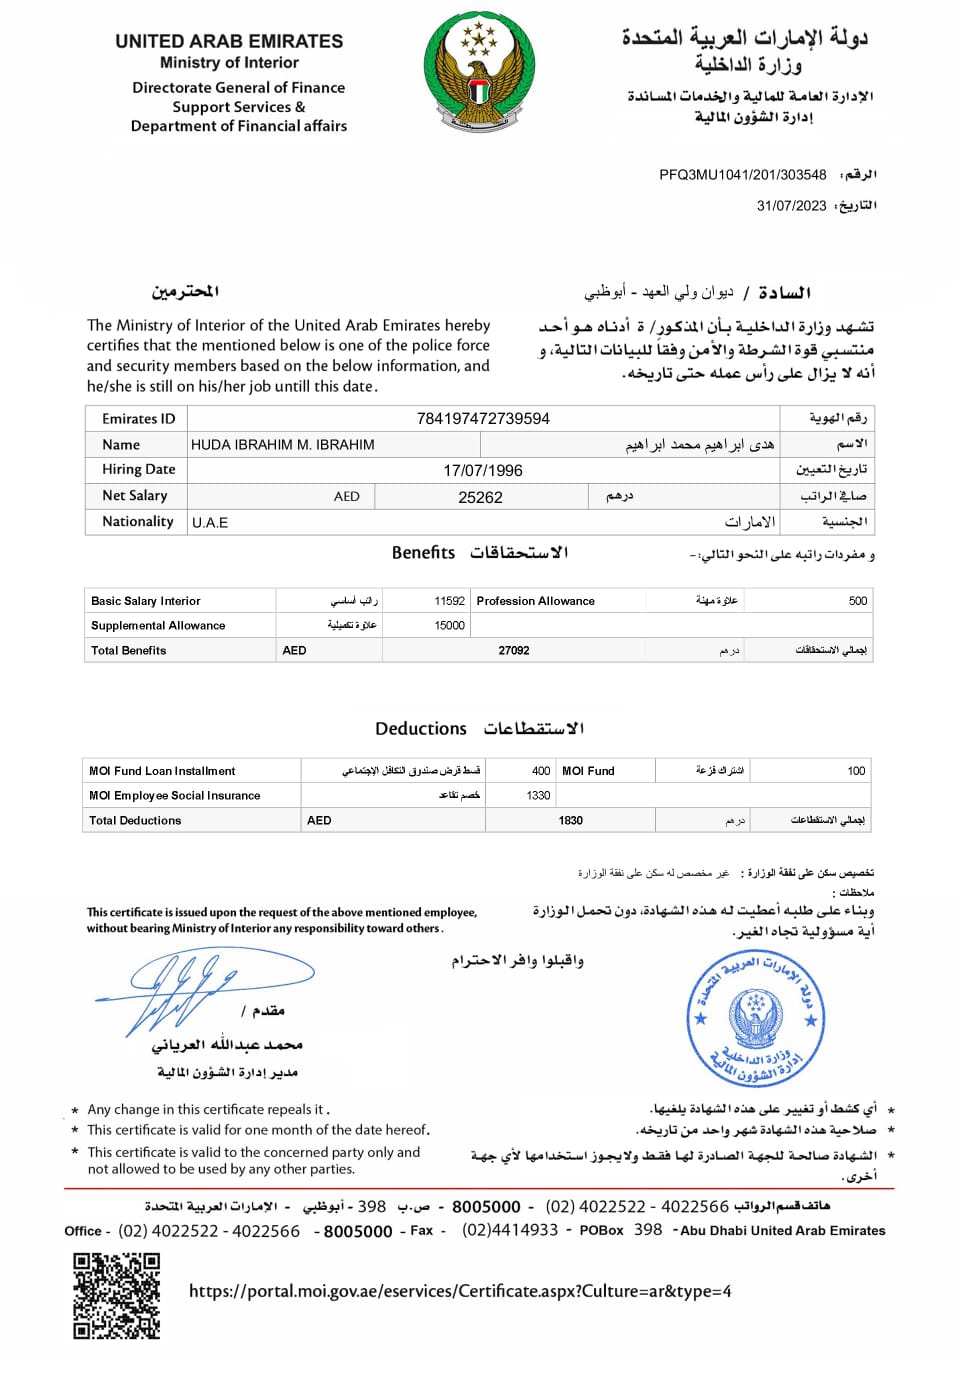 UNITED ARAB EMIRATES
Ministry of Interior
Directorate General of Finance
Support Services &
Department of Financial affairs
دولة الإمارات العربية المتحدة
وزارة الداخلية
الإدارة العامة للمالية والخدمات المساندة
إدارة الشؤون المالية
الرقم: PFQ3MU1041/201/303548
التاريخ: 31/07/2023
السادة / ديوان ولي العهد - أبوظبي
المحترمين
The Ministry of Interior of the United Arab Emirates hereby
certifies that the mentioned below is one of the police force
and security members based on the below information, and
he/she is still on his/her job untill this date.
تشهد وزارة الداخلية بأن المذكور/ ة أدناه هو أحد
منتسبي قوة الشرطة والأمن وفقاً للبيانات التالية، و
أنه لا يزال على رأس عمله حتى تاريخه.
Emirates ID 784197472739594 رقم الهوية
Name HUDA IBRAHIM M. IBRAHIM هدى ابراهيم محمد ابراهيم الاسم
Hiring Date 17/07/1996 تاريخ التعيين
Net Salary AED 25262 درهم صافي الراتب
Nationality U.A.E الامارات الجنسية
Benefits الاستحقاقات
و مفردات راتبه على النحو التالي:-
Basic Salary Interior راتب أساسي 11592 Profession Allowance علاوة مهنة 500
Supplemental Allowance علاوة تكميلية 15000
Total Benefits AED 27092 درهم إجمالي الاستحقاقات
Deductions الاستقطاعات
MOI Fund Loan Installment قسط قرض صندوق التكافل الإجتماعي 400 MOI Fund اشتراك فزعة 100
MOI Employee Social Insurance خصم تقاعد 1330
Total Deductions AED 1830 درهم إجمالي الاستقطاعات
تخصيص سكن على نفقة الوزارة : غير مخصص له سكن على نفقة الوزارة
ملاحظات :
This certificate is issued upon the request of the above mentioned employee,
without bearing Ministry of Interior any responsibility toward others.
وبناء على طلبه أعطيت له هذه الشهادة، دون تحمل الوزارة
أية مسؤولية تجاه الغير.
واقبلوا وافر الاحترام
مقدم /
محمد عبدالله العرياني
مدير إدارة الشؤون المالية
دولة الإمارات العربية المتحدة
وزارة الداخلية
إدارة الشؤون المالية
* Any change in this certificate repeals it.
* This certificate is valid for one month of the date hereof.
* This certificate is valid to the concerned party only and
not allowed to be used by any other parties.
* أي كشط أو تغيير على هذه الشهادة يلغيها.
* صلاحية هذه الشهادة شهر واحد من تاريخه.
* الشهادة صالحة للجهة الصادرة لها فقط ولا يجوز استخدامها لأي جهة
أخرى.
هاتف قسم الرواتب 4022566 - 4022522 (02) - 8005000 - ص.ب 398 - أبوظبي - الإمارات العربية المتحدة
Office - (02) 4022522 - 4022566 - 8005000 - Fax - (02)4414933 - POBox 398 - Abu Dhabi United Arab Emirates
https://portal.moi.gov.ae/eservices/Certificate.aspx?Culture=ar&type=4